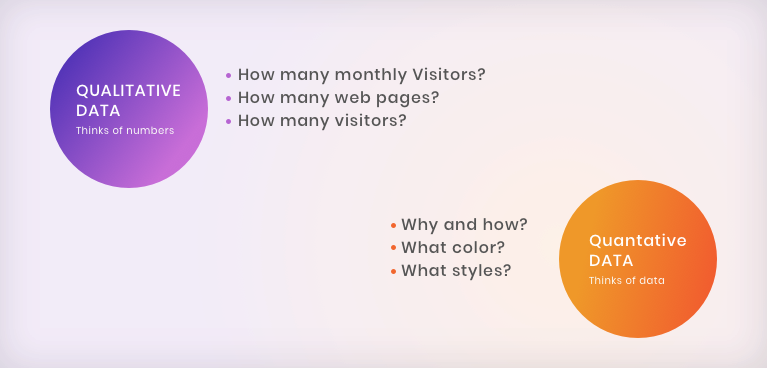 QUALITATIVE
DATA
Thinks of numbers
• How many monthly Visitors?
• How many web pages?
• How many visitors?
• Why and how?
• What color?
• What styles?
Quantative
DATA
Thinks of data